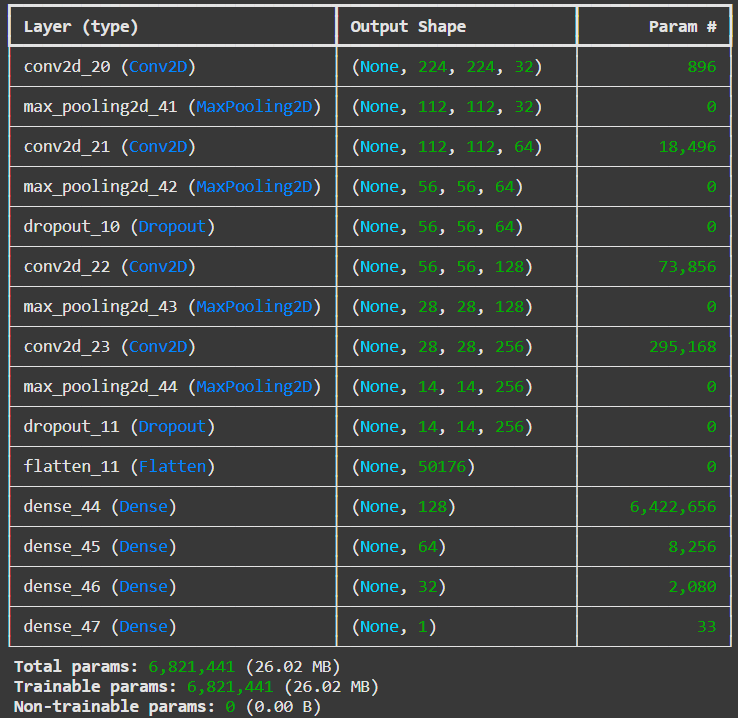 Layer (type) Output Shape Param #
conv2d_20 (Conv2D) (None, 224, 224, 32) 896
max_pooling2d_41 (MaxPooling2D) (None, 112, 112, 32) 0
conv2d_21 (Conv2D) (None, 112, 112, 64) 18,496
max_pooling2d_42 (MaxPooling2D) (None, 56, 56, 64) 0
dropout_10 (Dropout) (None, 56, 56, 64) 0
conv2d_22 (Conv2D) (None, 56, 56, 128) 73,856
max_pooling2d_43 (MaxPooling2D) (None, 28, 28, 128) 0
conv2d_23 (Conv2D) (None, 28, 28, 256) 295,168
max_pooling2d_44 (MaxPooling2D) (None, 14, 14, 256) 0
dropout_11 (Dropout) (None, 14, 14, 256) 0
flatten_11 (Flatten) (None, 50176) 0
dense_44 (Dense) (None, 128) 6,422,656
dense_45 (Dense) (None, 64) 8,256
dense_46 (Dense) (None, 32) 2,080
dense_47 (Dense) (None, 1) 33
Total params: 6,821,441 (26.02 MB)
Trainable params: 6,821,441 (26.02 MB)
Non-trainable params: 0 (0.00 B)